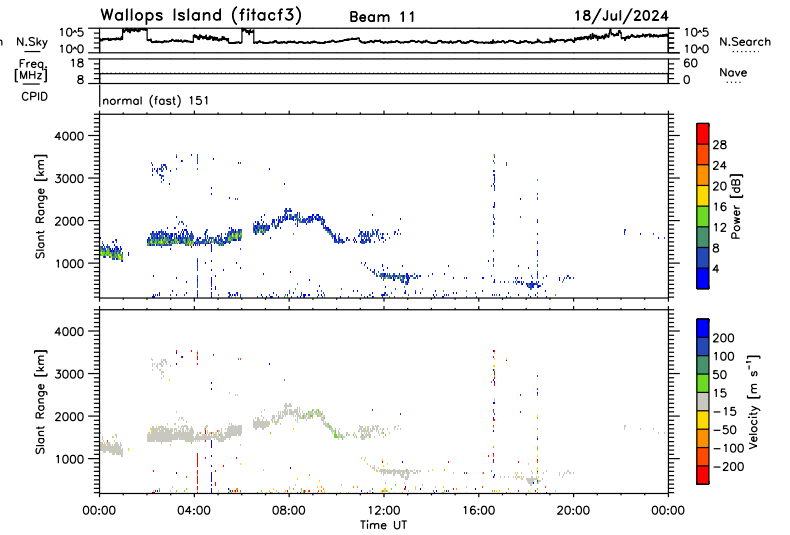 Wallops Island (fitacf3) Beam 11 18/Jul/2024
n N.Sky 10^5 10^5 N.Search
10^0 10^0
Freq. 18 60
[MHz] 8 0 Nave
CPID normal (fast) 151
4000
3000
2000
1000
Slant Range [km]
28
24
20
16
12
8
4
Power [dB]
4000
3000
2000
1000
Slant Range [km]
200
100
50
15
−15
−50
−100
−200
Velocity [m s⁻¹]
00:00 04:00 08:00 12:00 16:00 20:00 00:00
Time UT